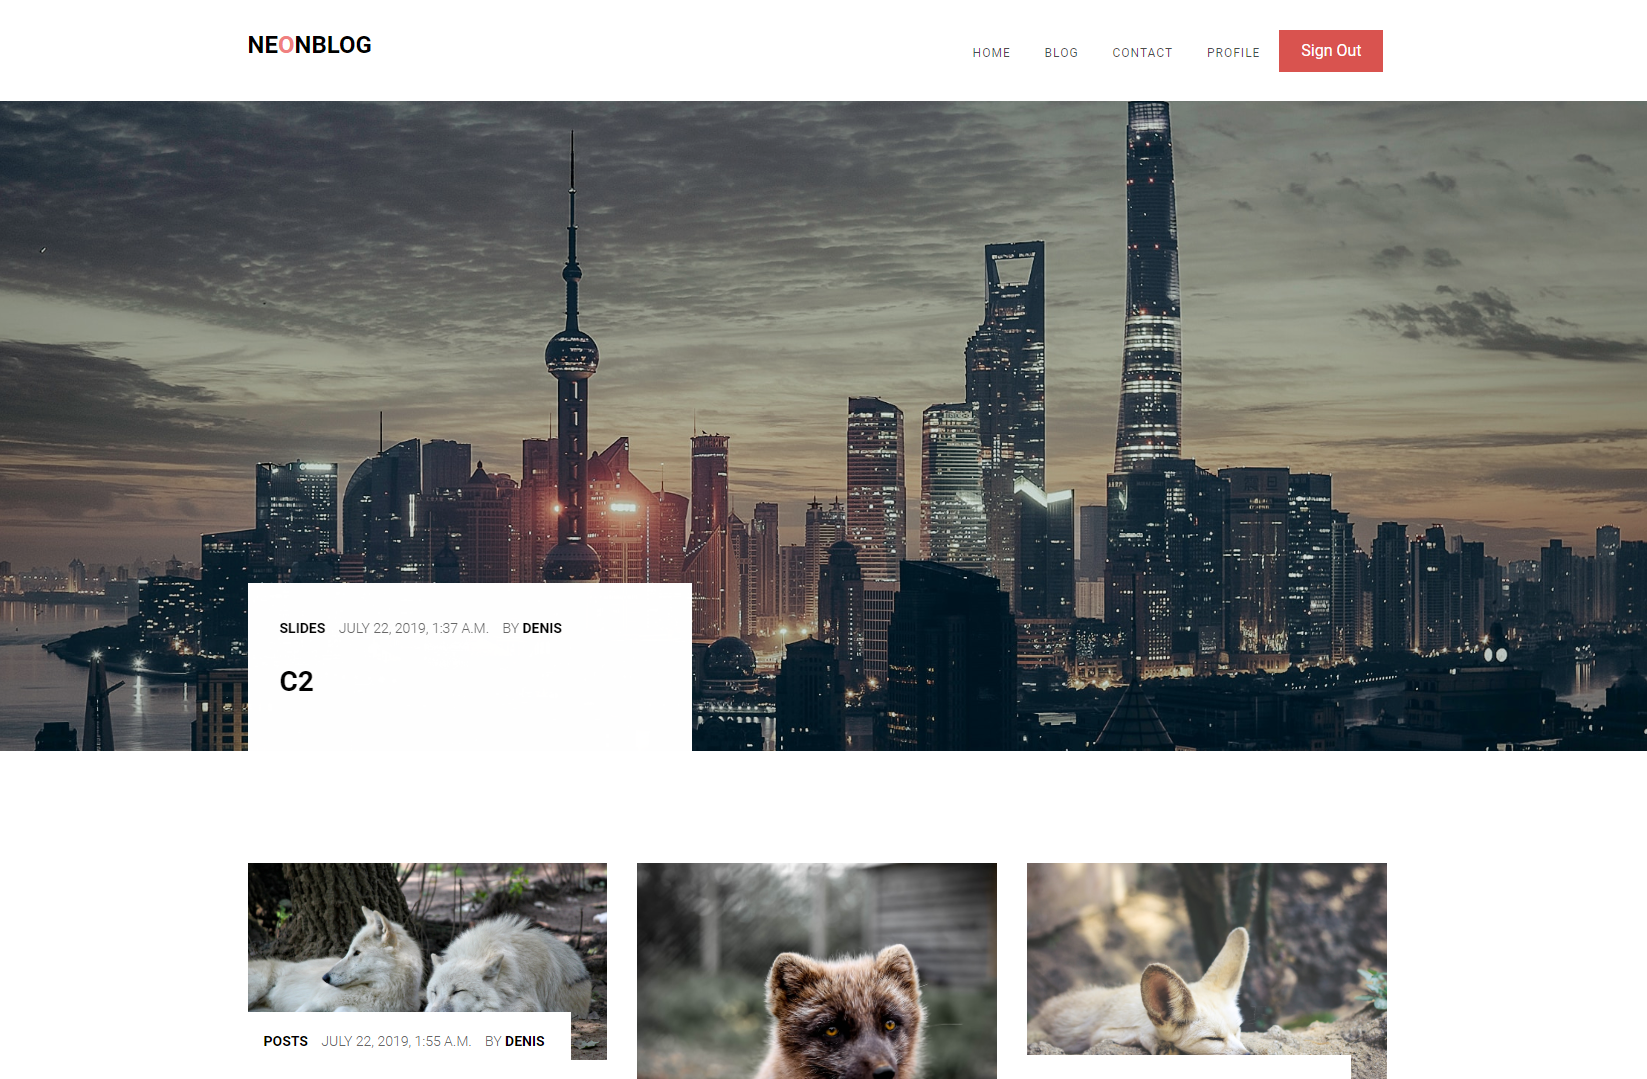 NEONBLOG
HOME BLOG CONTACT PROFILE Sign Out
SLIDES JULY 22, 2019, 1:37 A.M. BY DENIS
C2
POSTS JULY 22, 2019, 1:55 A.M. BY DENIS